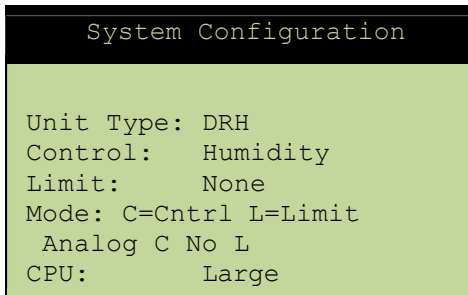 System Configuration
Unit Type: DRH
Control: Humidity
Limit: None
Mode: C=Cntrl L=Limit
Analog C No L
CPU: Large